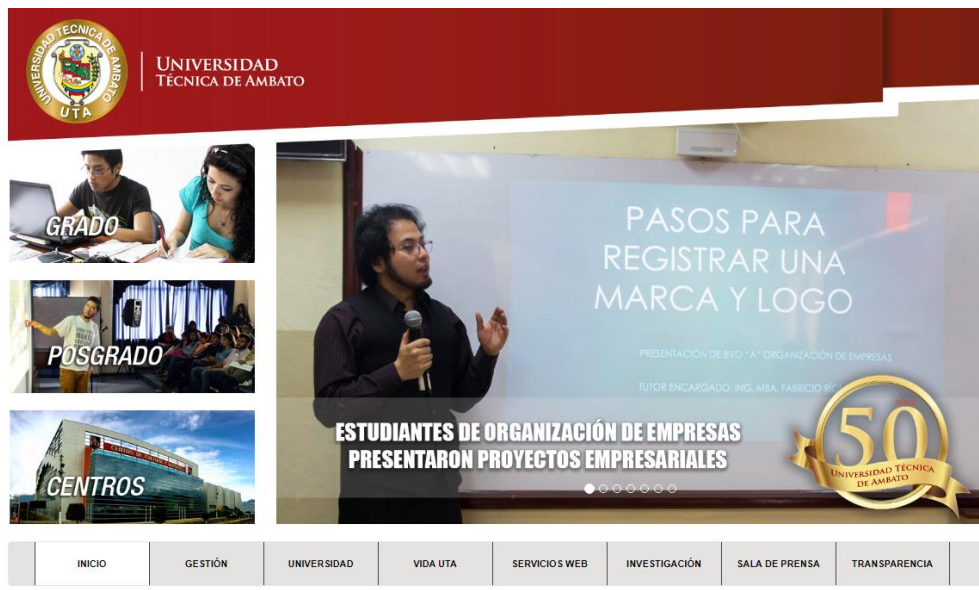 UNIVERSIDAD TECNICA DE AMBATO
UTA
UNIVERSIDAD
TÉCNICA DE AMBATO
GRADO
POSGRADO
CENTROS
PASOS PARA
REGISTRAR UNA
MARCA Y LOGO
PRESENTACIÓN DE 8VO "A" ORGANIZACIÓN DE EMPRESAS
TUTOR ENCARGADO: ING. MBA. FABRICIO RÍOS
ESTUDIANTES DE ORGANIZACIÓN DE EMPRESAS
PRESENTARON PROYECTOS EMPRESARIALES
50
UNIVERSIDAD TÉCNICA
DE AMBATO
INICIO
GESTIÓN
UNIVERSIDAD
VIDA UTA
SERVICIOS WEB
INVESTIGACIÓN
SALA DE PRENSA
TRANSPARENCIA